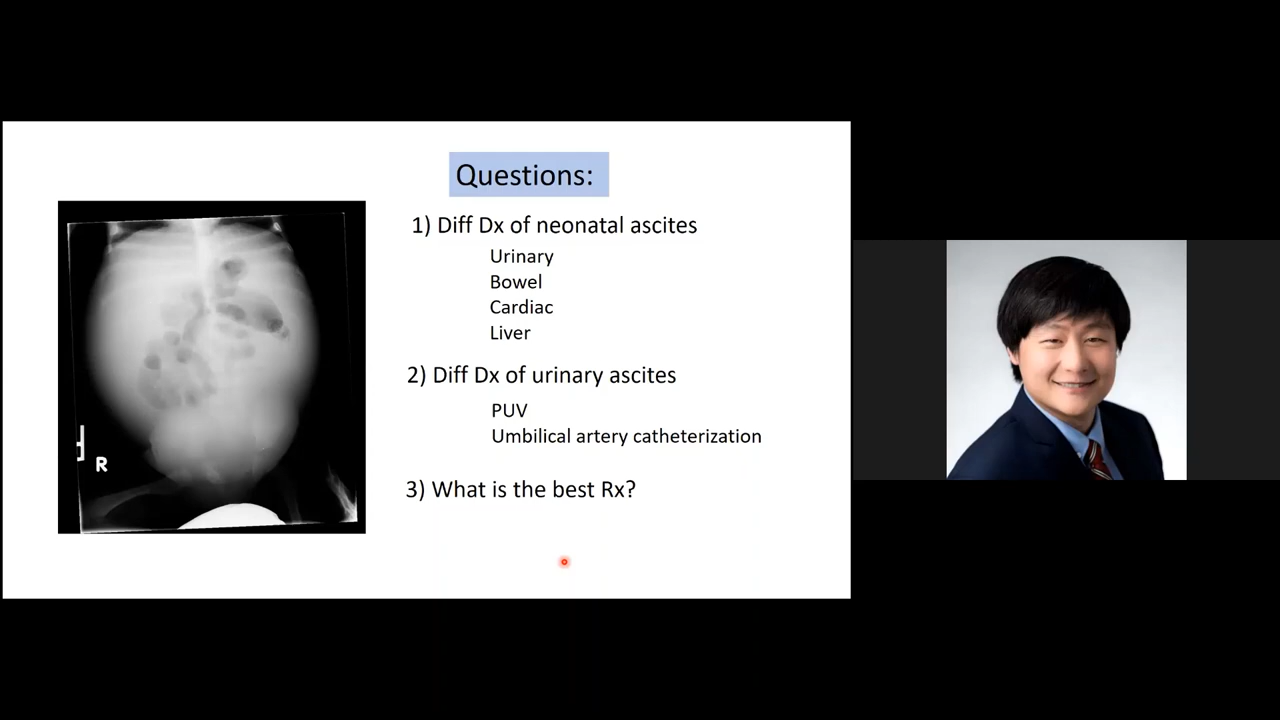 Questions:
1) Diff Dx of neonatal ascites
Urinary
Bowel
Cardiac
Liver
2) Diff Dx of urinary ascites
PUV
Umbilical artery catheterization
3) What is the best Rx?
R